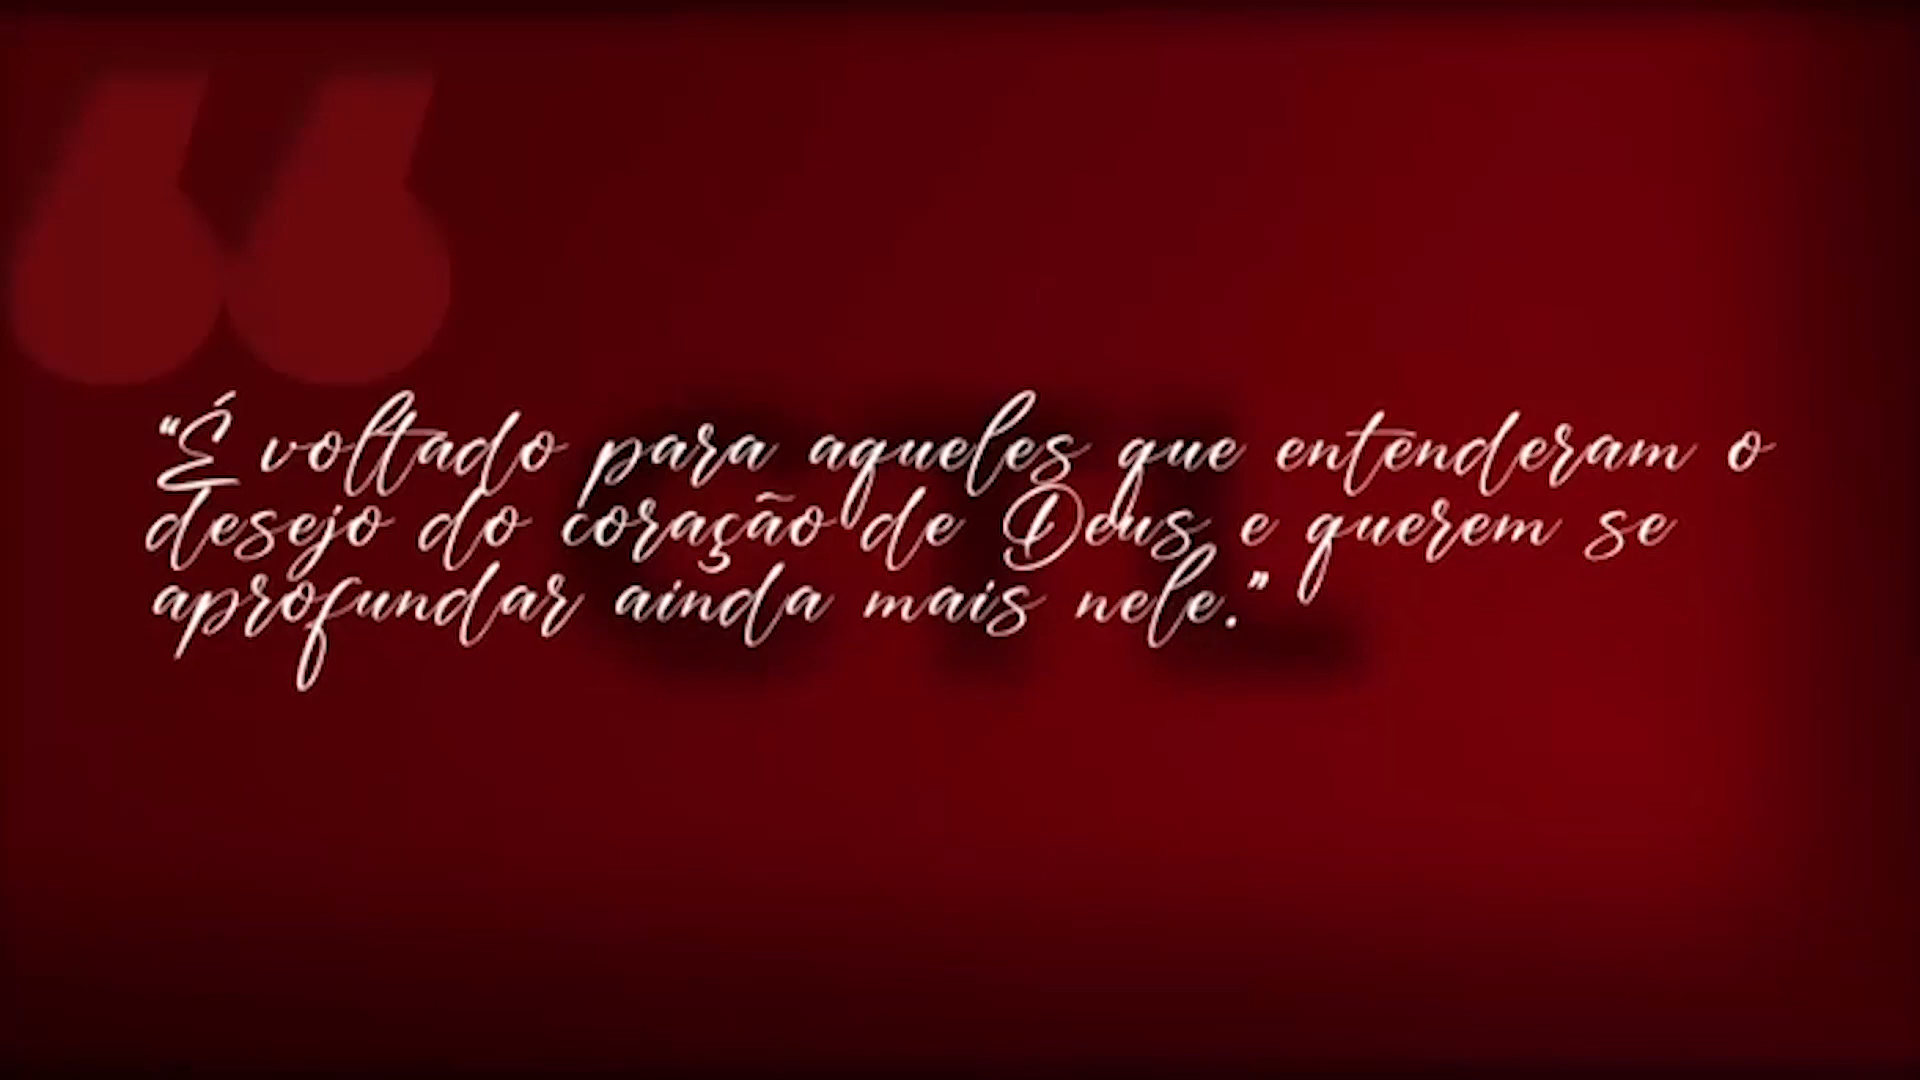 “É voltado para aqueles que entenderam o
desejo do coração de Deus e querem se
aprofundar ainda mais nele.”